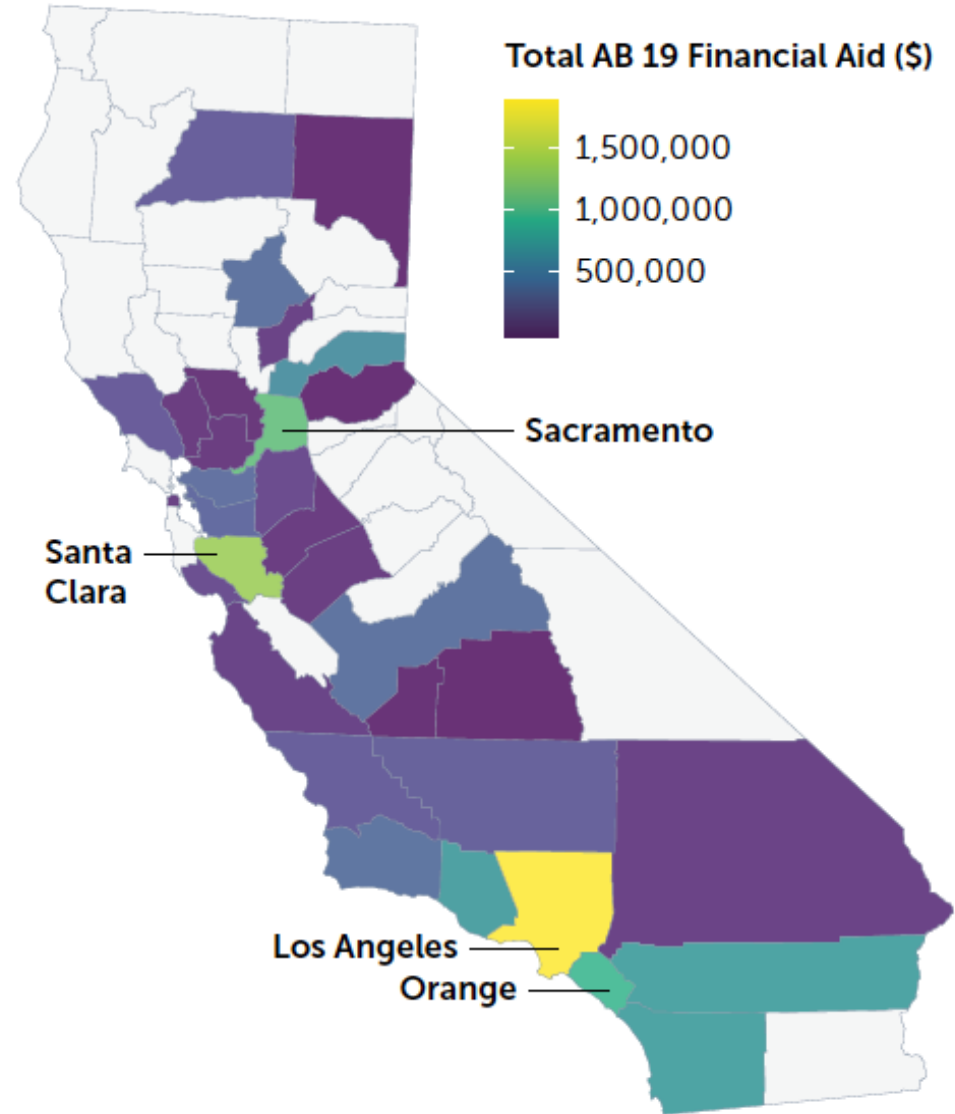 Total AB 19 Financial Aid ($)
1,500,000
1,000,000
500,000
Sacramento
Santa
Clara
Los Angeles
Orange